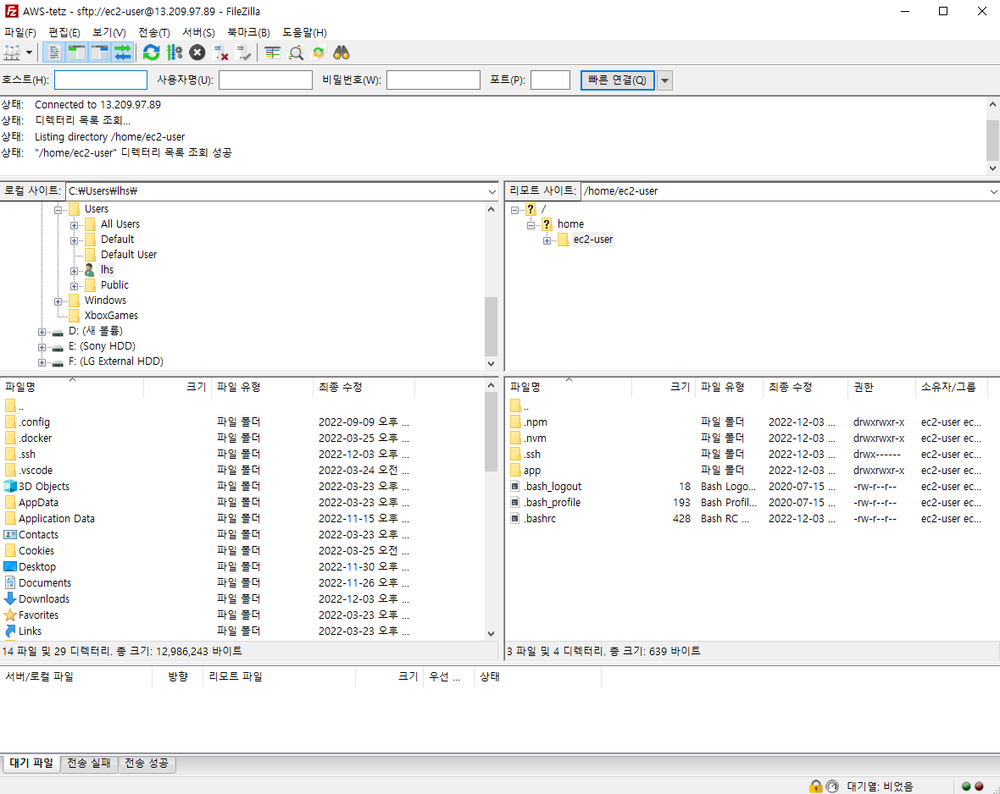 AWS-tetz - sftp://ec2-user@13.209.97.89 - FileZilla
파일(F) 편집(E) 보기(V) 전송(T) 서버(S) 북마크(B) 도움말(H)
호스트(H): 사용자명(U): 비밀번호(W): 포트(P): 빠른 연결(Q)
상태: Connected to 13.209.97.89
상태: 디렉터리 목록 조회...
상태: Listing directory /home/ec2-user
상태: "/home/ec2-user" 디렉터리 목록 조회 성공
로컬 사이트: C:₩Users₩lhs₩
Users
All Users
Default
Default User
lhs
Public
Windows
XboxGames
D: (새 볼륨)
E: (Sony HDD)
F: (LG External HDD)
리모트 사이트: /home/ec2-user
/
home
ec2-user
파일명 크기 파일 유형 최종 수정
..
.config 파일 폴더 2022-09-09 오후 ...
.docker 파일 폴더 2022-03-25 오후 ...
.ssh 파일 폴더 2022-12-03 오후 ...
.vscode 파일 폴더 2022-03-24 오전 ...
3D Objects 파일 폴더 2022-03-23 오후 ...
AppData 파일 폴더 2022-03-23 오후 ...
Application Data 파일 폴더 2022-11-15 오후 ...
Contacts 파일 폴더 2022-03-23 오후 ...
Cookies 파일 폴더 2022-03-25 오전 ...
Desktop 파일 폴더 2022-11-30 오후 ...
Documents 파일 폴더 2022-11-26 오후 ...
Downloads 파일 폴더 2022-12-03 오후 ...
Favorites 파일 폴더 2022-03-23 오후 ...
Links 파일 폴더 2022-03-23 오후 ...
14 파일 및 29 디렉터리. 총 크기: 12,986,243 바이트
파일명 크기 파일 유형 최종 수정 권한 소유자/그룹
..
.npm 파일 폴더 2022-12-03 ... drwxrwxr-x ec2-user ec...
.nvm 파일 폴더 2022-12-03 ... drwxrwxr-x ec2-user ec...
.ssh 파일 폴더 2022-12-03 ... drwx------ ec2-user ec...
app 파일 폴더 2022-12-03 ... drwxrwxr-x ec2-user ec...
.bash_logout 18 Bash Logo... 2020-07-15 ... -rw-r--r-- ec2-user ec...
.bash_profile 193 Bash Profil... 2020-07-15 ... -rw-r--r-- ec2-user ec...
.bashrc 428 Bash RC ... 2022-12-03 ... -rw-r--r-- ec2-user ec...
3 파일 및 4 디렉터리. 총 크기: 639 바이트
서버/로컬 파일 방향 리모트 파일 크기 우선 ... 상태
대기 파일 전송 실패 전송 성공
대기열: 비었음